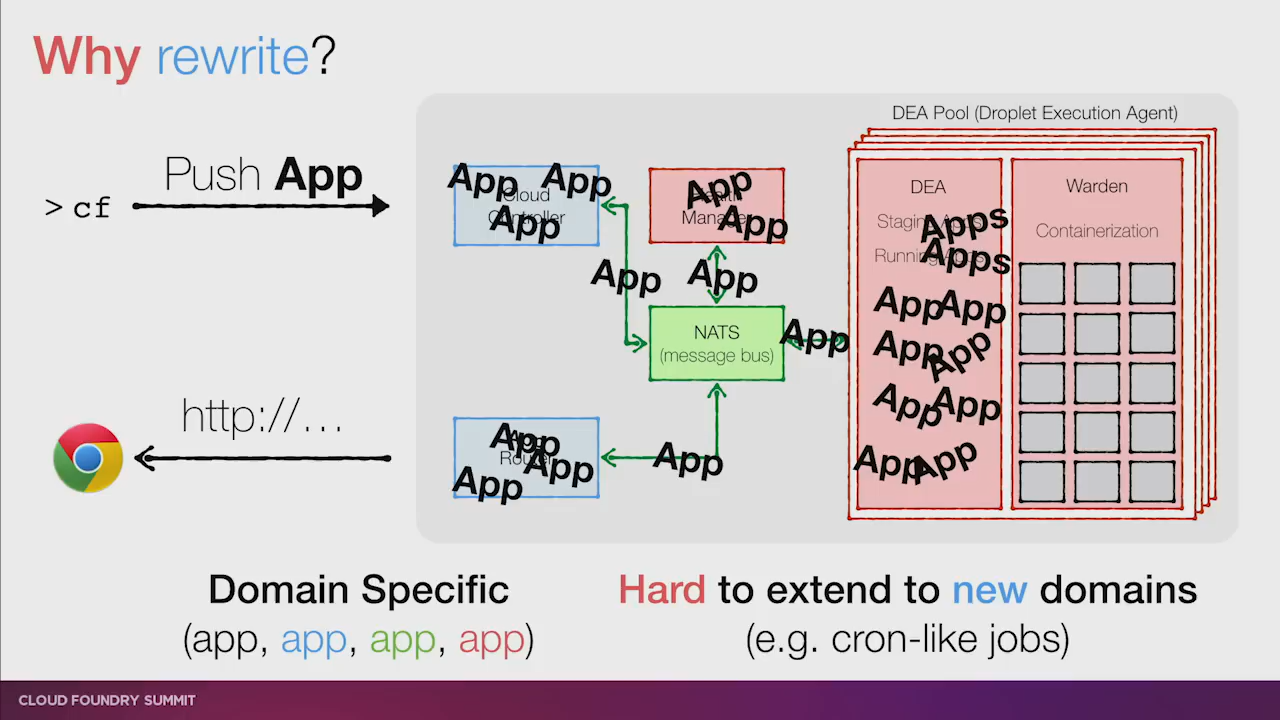 Why rewrite?
Push App
> cf
http://…
DEA Pool (Droplet Execution Agent)
App App
Cloud
Controller
App
App
Manager
App
App
App
NATS
(message bus)
App
App
Router
App
App
App
DEA
Staging Apps
Apps
Running Apps
Apps
App App
App App
App App
App App
Warden
Containerization
Domain Specific
(app, app, app, app)
Hard to extend to new domains
(e.g. cron-like jobs)
CLOUD FOUNDRY SUMMIT